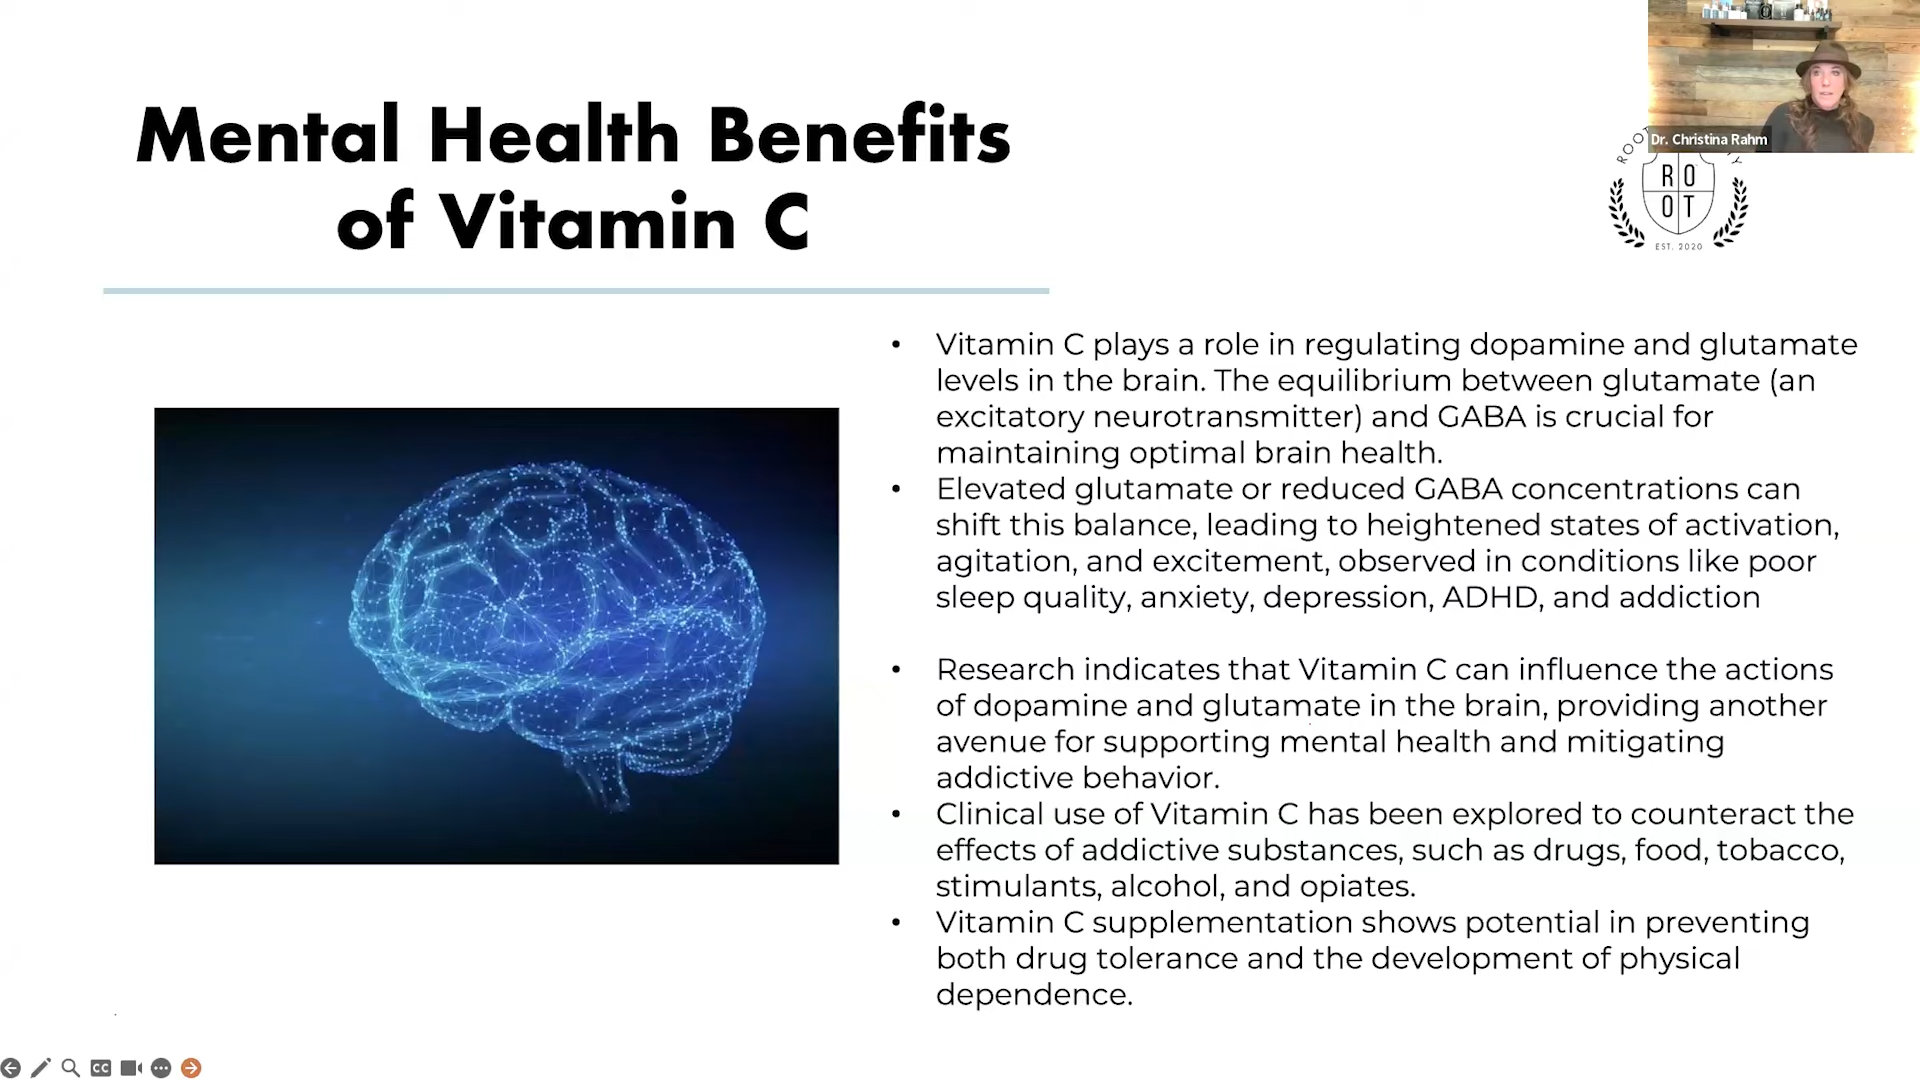 Mental Health Benefits
of Vitamin C
Dr. Christina Rahm
ROOT
R O
O T
EST. 2020
• Vitamin C plays a role in regulating dopamine and glutamate
levels in the brain. The equilibrium between glutamate (an
excitatory neurotransmitter) and GABA is crucial for
maintaining optimal brain health.
• Elevated glutamate or reduced GABA concentrations can
shift this balance, leading to heightened states of activation,
agitation, and excitement, observed in conditions like poor
sleep quality, anxiety, depression, ADHD, and addiction
• Research indicates that Vitamin C can influence the actions
of dopamine and glutamate in the brain, providing another
avenue for supporting mental health and mitigating
addictive behavior.
• Clinical use of Vitamin C has been explored to counteract the
effects of addictive substances, such as drugs, food, tobacco,
stimulants, alcohol, and opiates.
• Vitamin C supplementation shows potential in preventing
both drug tolerance and the development of physical
dependence.
CC